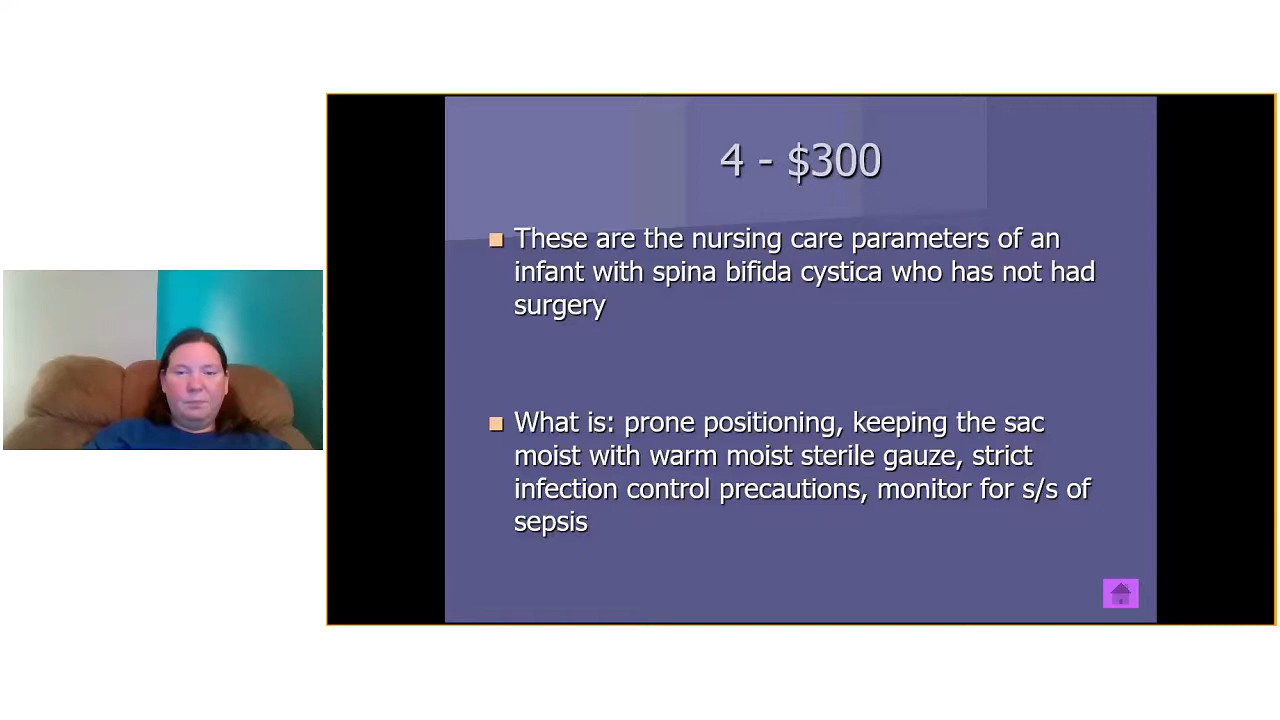 4 - $300
These are the nursing care parameters of an
infant with spina bifida cystica who has not had
surgery
What is: prone positioning, keeping the sac
moist with warm moist sterile gauze, strict
infection control precautions, monitor for s/s of
sepsis